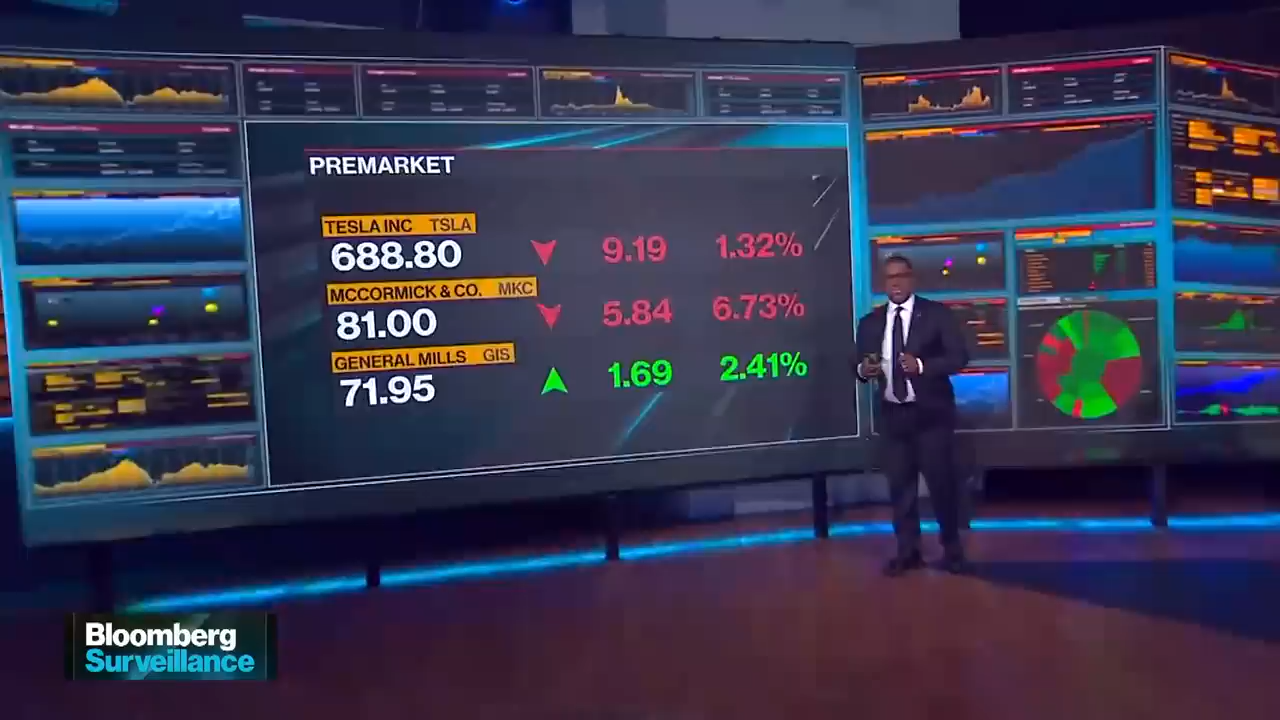 PREMARKET
TESLA INC TSLA
688.80 9.19 1.32%
MCCORMICK & CO. MKC
81.00 5.84 6.73%
GENERAL MILLS GIS
71.95 1.69 2.41%
Bloomberg
Surveillance